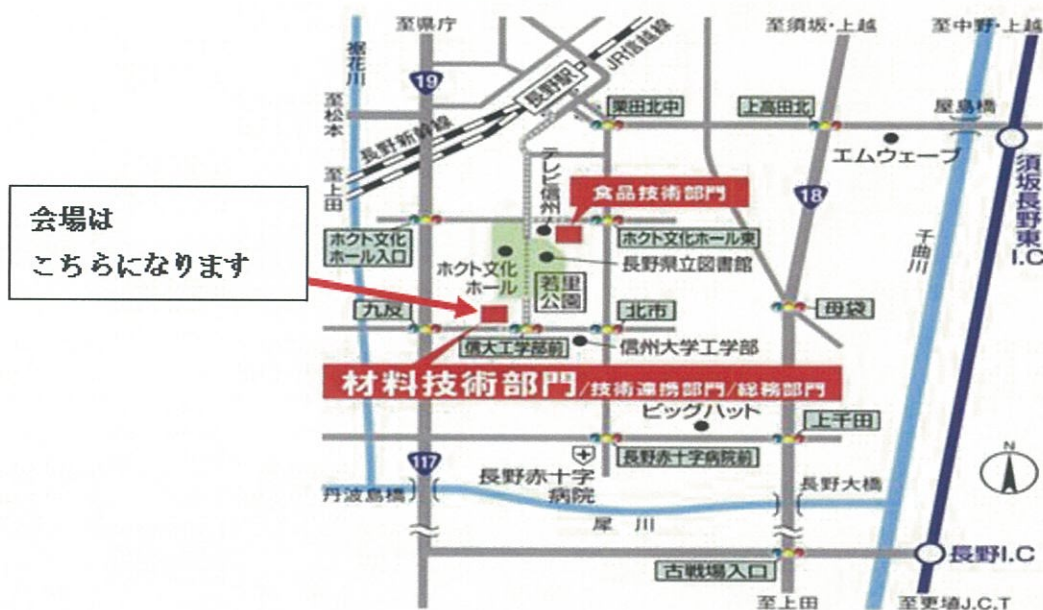 至県庁
至須坂・上越
至中野・上越
裾花川
19
JR信越線
長野駅
至松本
長野新幹線
栗田北中
上高田北
屋島橋
エムウェーブ
至上田
テレビ信州
食品技術部門
18
須坂長野東I.C
会場は
こちらになります
ホクト文化
ホール入口
ホクト文化ホール東
千曲川
ホクト文化
ホール
長野県立図書館
若里
公園
九反
北市
母袋
信大工学部前
信州大学工学部
材料技術部門/技術連携部門/総務部門
ビッグハット
上千田
117
長野赤十字
病院
長野赤十字病院前
N
丹波島橋
長野大橋
犀川
長野I.C
古戦場入口
至上田
至更埴J.C.T